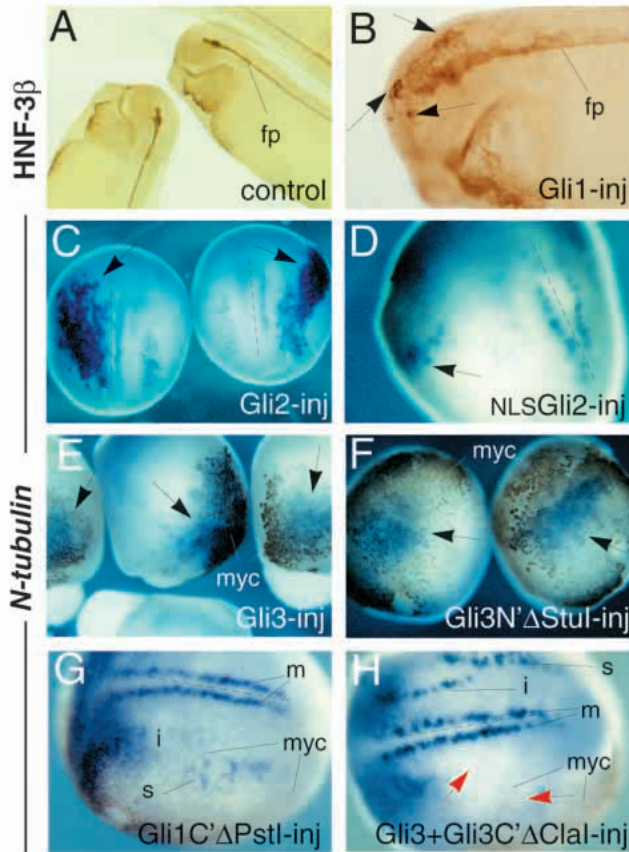 HNF-3β
A
fp
control
B
fp
Gli1-inj
N-tubulin
C
Gli2-inj
D
NLSGli2-inj
E
myc
Gli3-inj
F
myc
Gli3N'ΔStuI-inj
G
m
i
myc
s
Gli1C'ΔPstI-inj
H
s
i
m
myc
Gli3+Gli3C'ΔClaI-inj